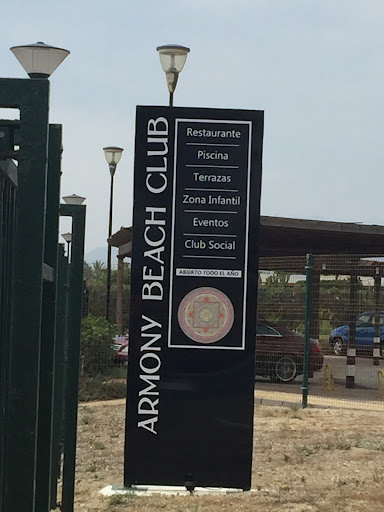 ARMONY BEACH CLUB
Restaurante
Piscina
Terrazas
Zona Infantil
Eventos
Club Social
ABIERTO TODO EL AÑO